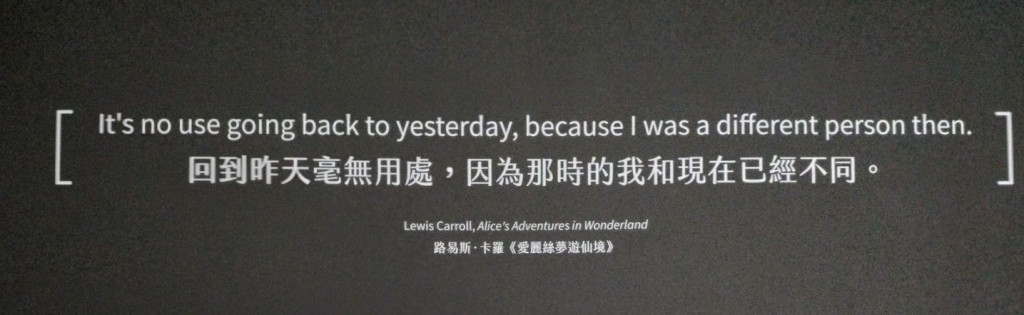 It's no use going back to yesterday, because I was a different person then.
回到昨天毫無用處，因為那時的我和現在已經不同。
Lewis Carroll, Alice's Adventures in Wonderland
路易斯·卡羅《愛麗絲夢遊仙境》